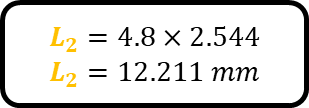 L₂ = 4.8 × 2.544
L₂ = 12.211 mm